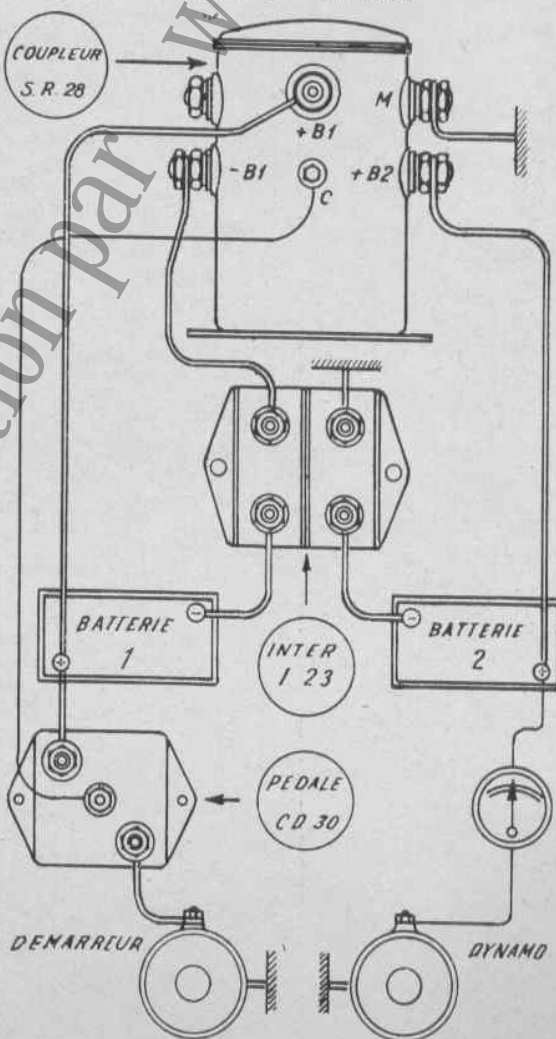 COUPLEUR
S.R. 28
M
+B1
-B1
+B2
C
BATTERIE
1
BATTERIE
2
INTER
I 23
PEDALE
CD 30
DEMARREUR
DYNAMO